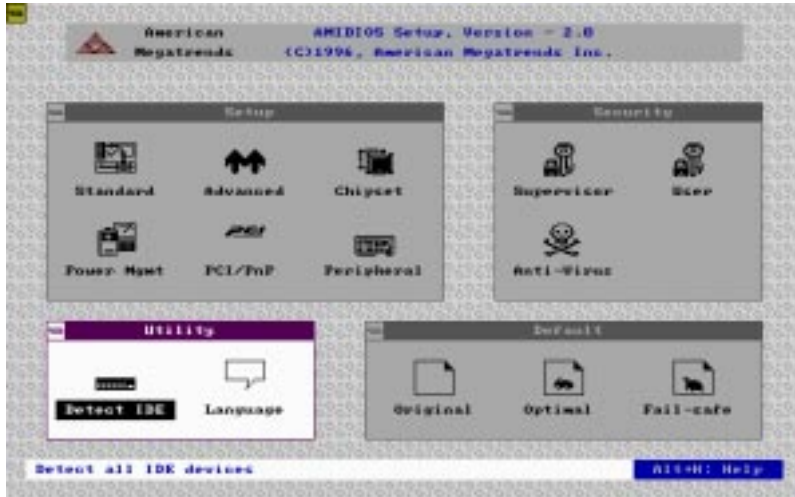 American
Megatrends
AMIBIOS Setup, Version - 2.0
(C)1996, American Megatrends Inc.
Setup
Security
Standard
Advanced
Chipset
Supervisor
User
PCI
Power Mgmt
PCI/PnP
Peripheral
Anti-Virus
Utility
Default
Detect IDE
Language
Original
Optimal
Fail-safe
Detect all IDE devices
Alt+H: Help